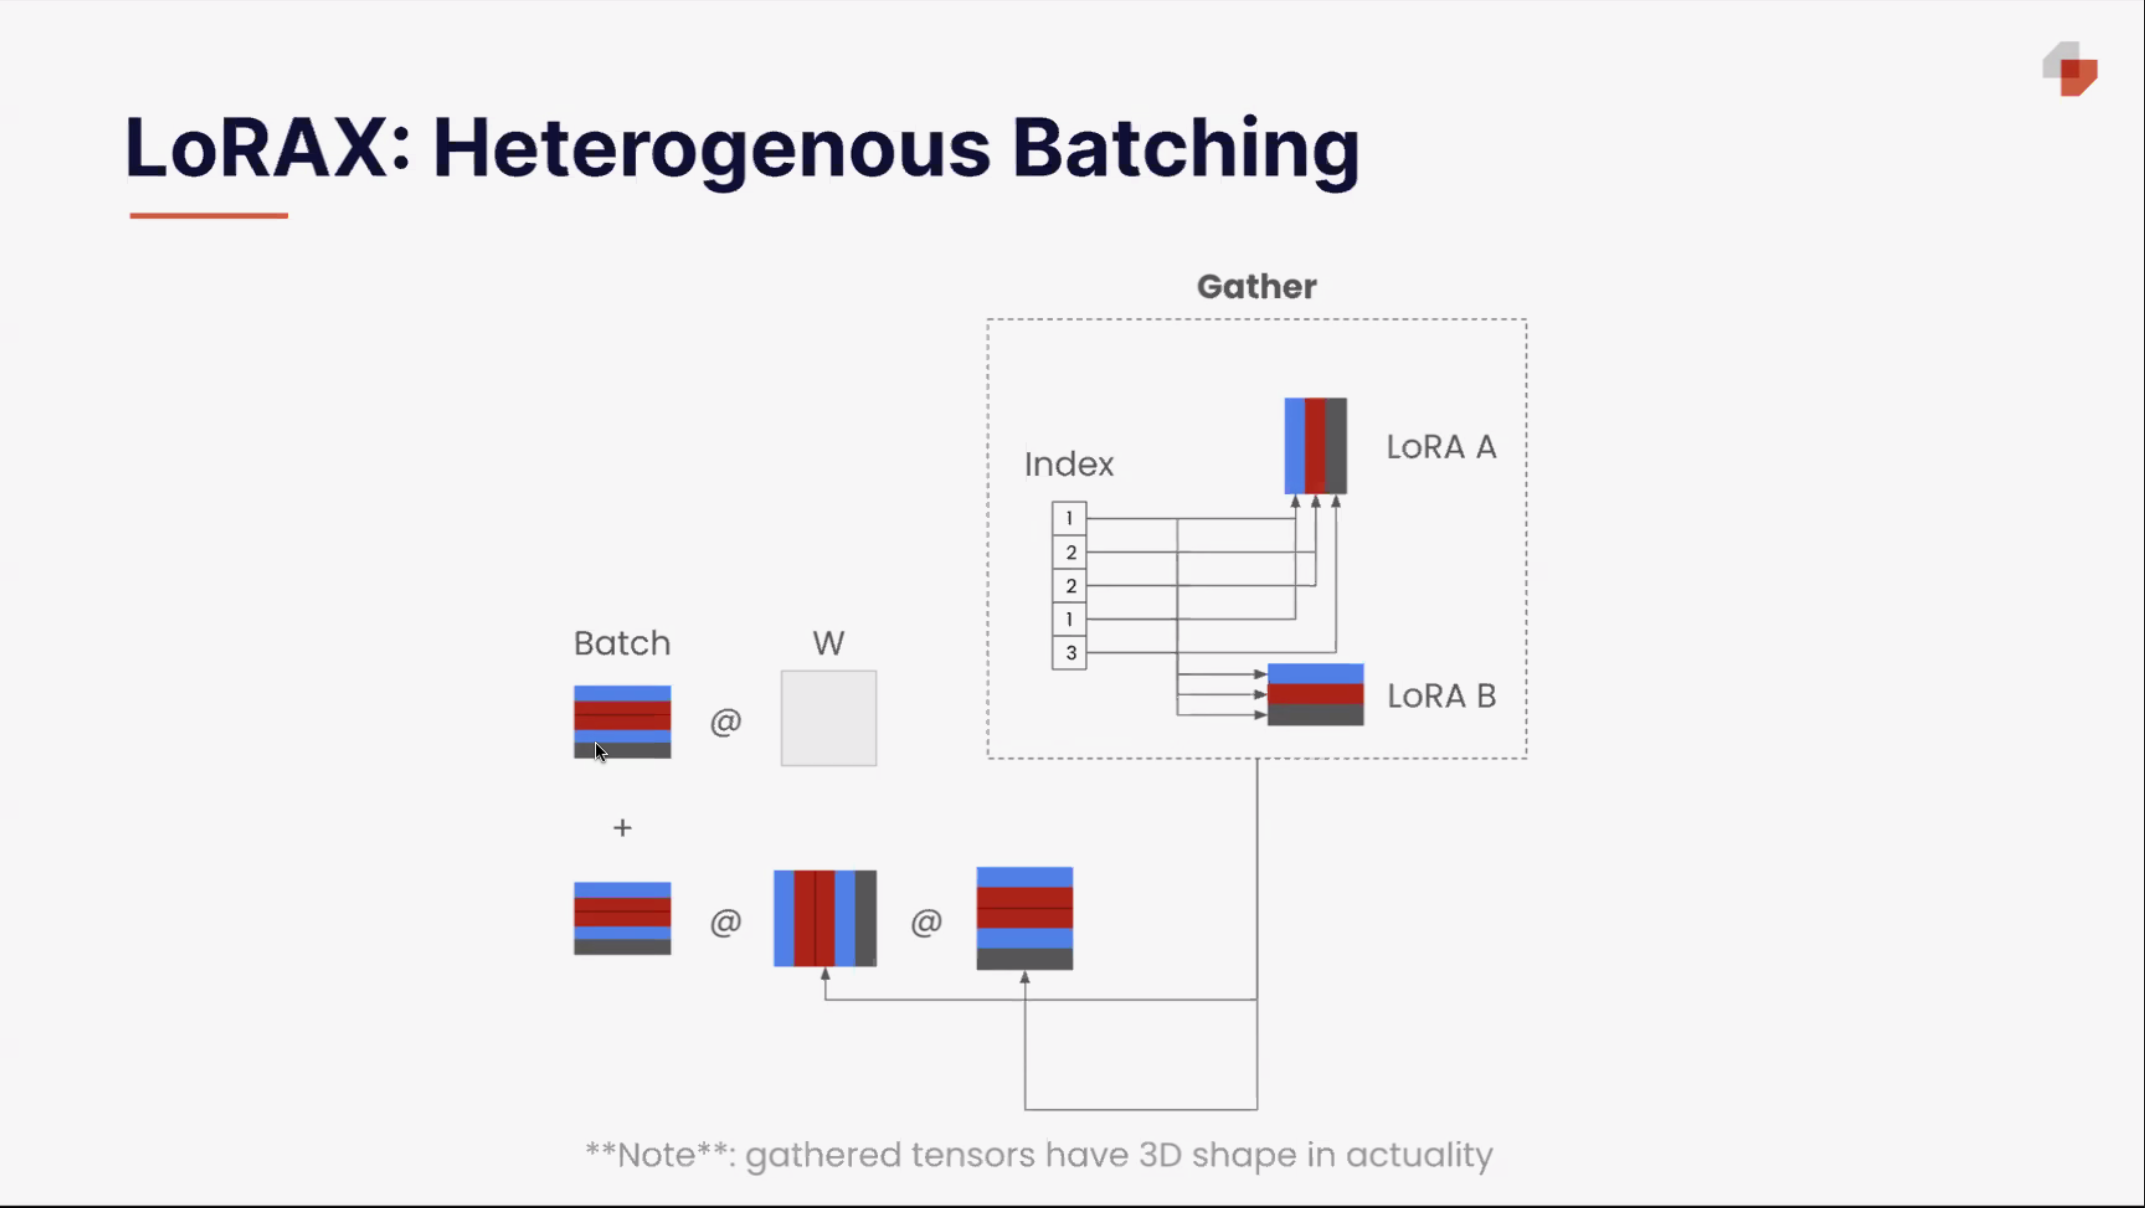 LoRAX: Heterogenous Batching
Gather
LoRA A
Index
1
2
2
1
3
LoRA B
Batch
W
@
+
@
@
**Note**: gathered tensors have 3D shape in actuality